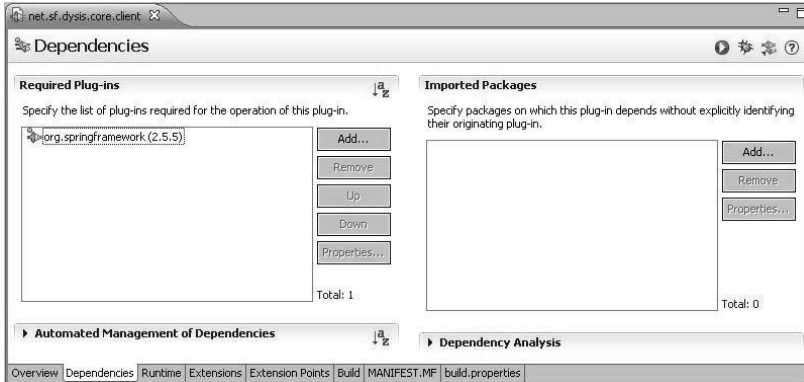 net.sf.dysis.core.client
Dependencies
Required Plug-ins
Specify the list of plug-ins required for the operation of this plug-in.
org.springframework (2.5.5)
Add...
Remove
Up
Down
Properties...
Total: 1
Automated Management of Dependencies
Imported Packages
Specify packages on which this plug-in depends without explicitly identifying
their originating plug-in.
Add...
Remove
Properties...
Total: 0
Dependency Analysis
Overview Dependencies Runtime Extensions Extension Points Build MANIFEST.MF build.properties